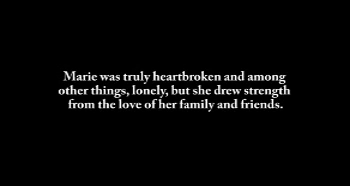 Marie was truly heartbroken and among
other things, lonely, but she drew strength
from the love of her family and friends.